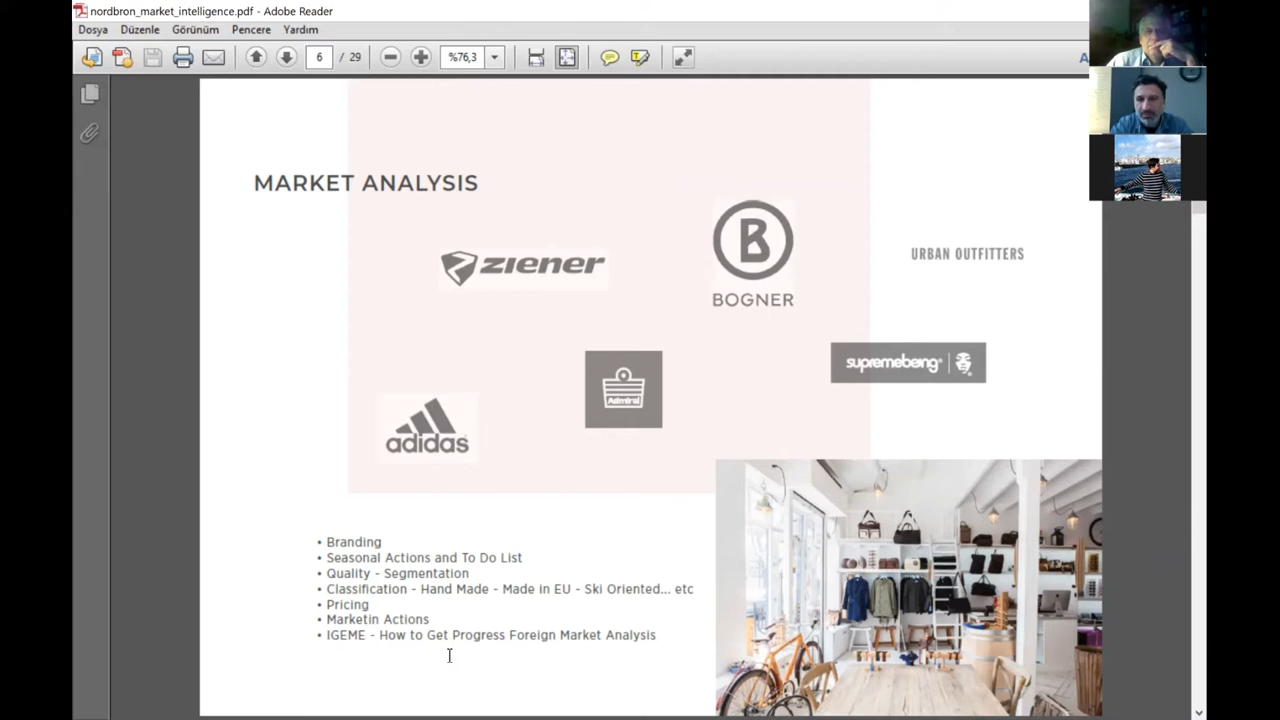 nordbron_market_intelligence.pdf - Adobe Reader
Dosya Düzenle Görünüm Pencere Yardım
6 / 29 %76,3
MARKET ANALYSIS
ziener
B
BOGNER
URBAN OUTFITTERS
adidas
Admiral
supremebeing®
• Branding
• Seasonal Actions and To Do List
• Quality - Segmentation
• Classification - Hand Made - Made in EU - Ski Oriented... etc
• Pricing
• Marketin Actions
• IGEME - How to Get Progress Foreign Market Analysis